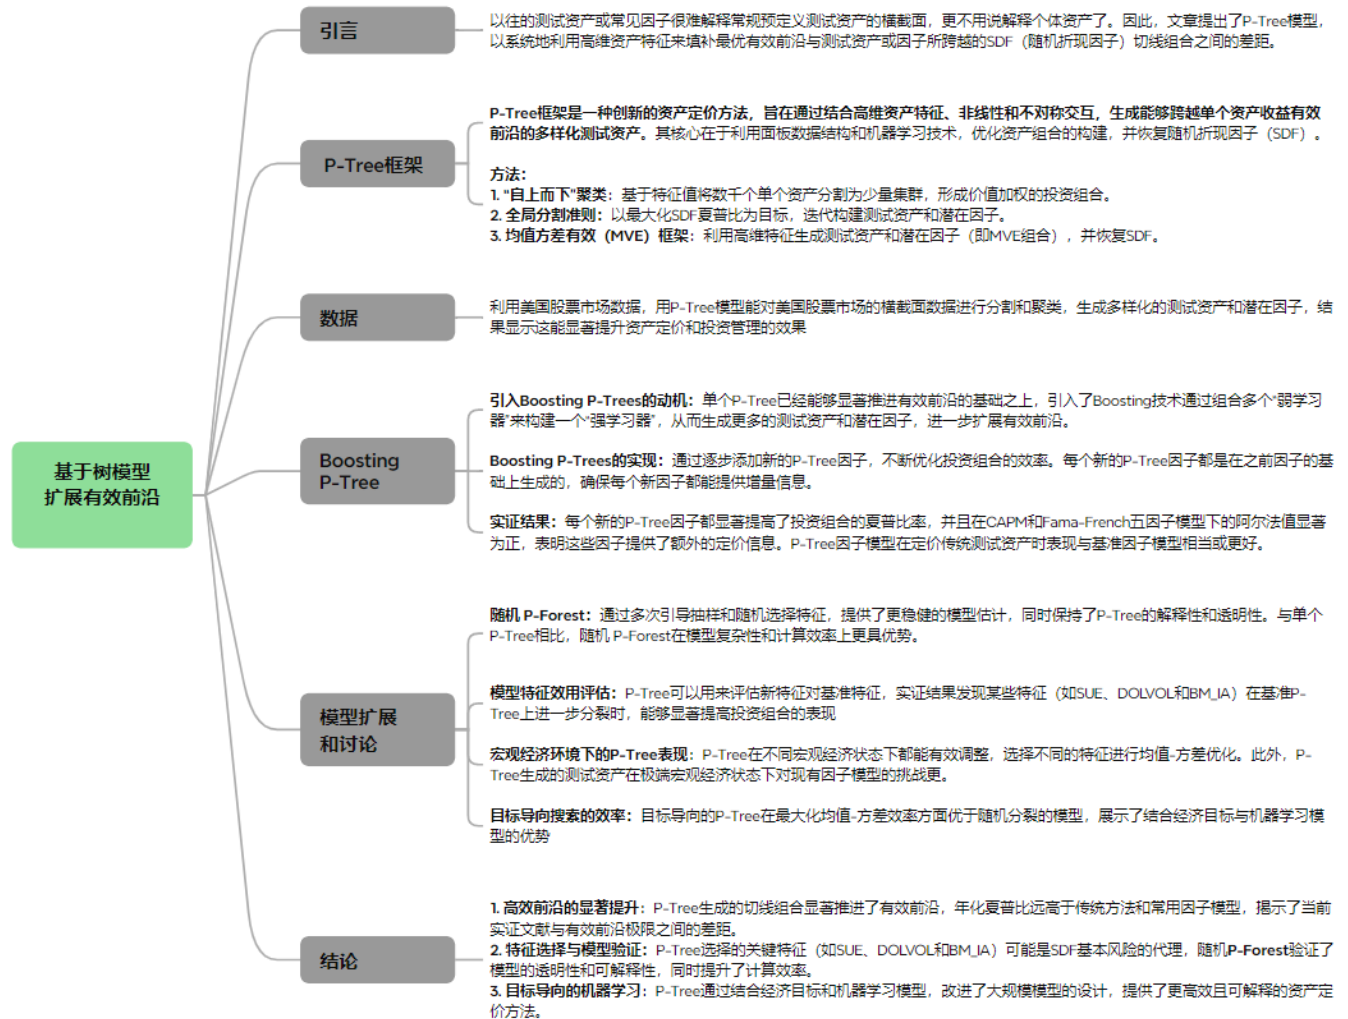 基于树模型
扩展有效前沿
引言
以往的测试资产或常见因子很难解释常规预定义测试资产的横截面，更不用说解释个体资产了。因此，文章提出了P-Tree模型，
以系统地利用高维资产特征来填补最优有效前沿与测试资产或因子所跨越的SDF（随机折现因子）切线组合之间的差距。
P-Tree框架
P-Tree框架是一种创新的资产定价方法，旨在通过结合高维资产特征、非线性和不对称交互，生成能够跨越单个资产收益有效
前沿的多样化测试资产。其核心在于利用面板数据结构和机器学习技术，优化资产组合的构建，并恢复随机折现因子（SDF）。
方法：
1. "自上而下"聚类：基于特征值将数千个单个资产分割为少量集群，形成价值加权的投资组合。
2. 全局分割准则：以最大化SDF夏普比为目标，迭代构建测试资产和潜在因子。
3. 均值方差有效（MVE）框架：利用高维特征生成测试资产和潜在因子（即MVE组合），并恢复SDF。
数据
利用美国股票市场数据，用P-Tree模型能对美国股票市场的横截面数据进行分割和聚类，生成多样化的测试资产和潜在因子，结
果显示这能显著提升资产定价和投资管理的效果
Boosting
P-Tree
引入Boosting P-Trees的动机：单个P-Tree已经能够显著推进有效前沿的基础之上，引入了Boosting技术通过组合多个"弱学习
器"来构建一个"强学习器"，从而生成更多的测试资产和潜在因子，进一步扩展有效前沿。
Boosting P-Trees的实现：通过逐步添加新的P-Tree因子，不断优化投资组合的效率。每个新的P-Tree因子都是在之前因子的基
础上生成的，确保每个新因子都能提供增量信息。
实证结果：每个新的P-Tree因子都显著提高了投资组合的夏普比率，并且在CAPM和Fama-French五因子模型下的阿尔法值显著
为正，表明这些因子提供了额外的定价信息。P-Tree因子模型在定价传统测试资产时表现与基准因子模型相当或更好。
模型扩展
和讨论
随机 P-Forest：通过多次引导抽样和随机选择特征，提供了更稳健的模型估计，同时保持了P-Tree的解释性和透明性。与单个
P-Tree相比，随机 P-Forest在模型复杂性和计算效率上更具优势。
模型特征效用评估：P-Tree可以用来评估新特征对基准特征，实证结果发现某些特征（如SUE、DOLVOL和BM_IA）在基准P-
Tree上进一步分裂时，能够显著提高投资组合的表现
宏观经济环境下的P-Tree表现：P-Tree在不同宏观经济状态下都能有效调整，选择不同的特征进行均值-方差优化。此外，P-
Tree生成的测试资产在极端宏观经济状态下对现有因子模型的挑战更。
目标导向搜索的效率：目标导向的P-Tree在最大化均值-方差效率方面优于随机分裂的模型，展示了结合经济目标与机器学习模
型的优势
结论
1. 高效前沿的显著提升：P-Tree生成的切线组合显著推进了有效前沿，年化夏普比远高于传统方法和常用因子模型，揭示了当前
实证文献与有效前沿极限之间的差距。
2. 特征选择与模型验证：P-Tree选择的关键特征（如SUE、DOLVOL和BM_IA）可能是SDF基本风险的代理，随机P-Forest验证了
模型的透明性和可解释性，同时提升了计算效率。
3. 目标导向的机器学习：P-Tree通过结合经济目标和机器学习模型，改进了大规模模型的设计，提供了更高效且可解释的资产定
价方法。